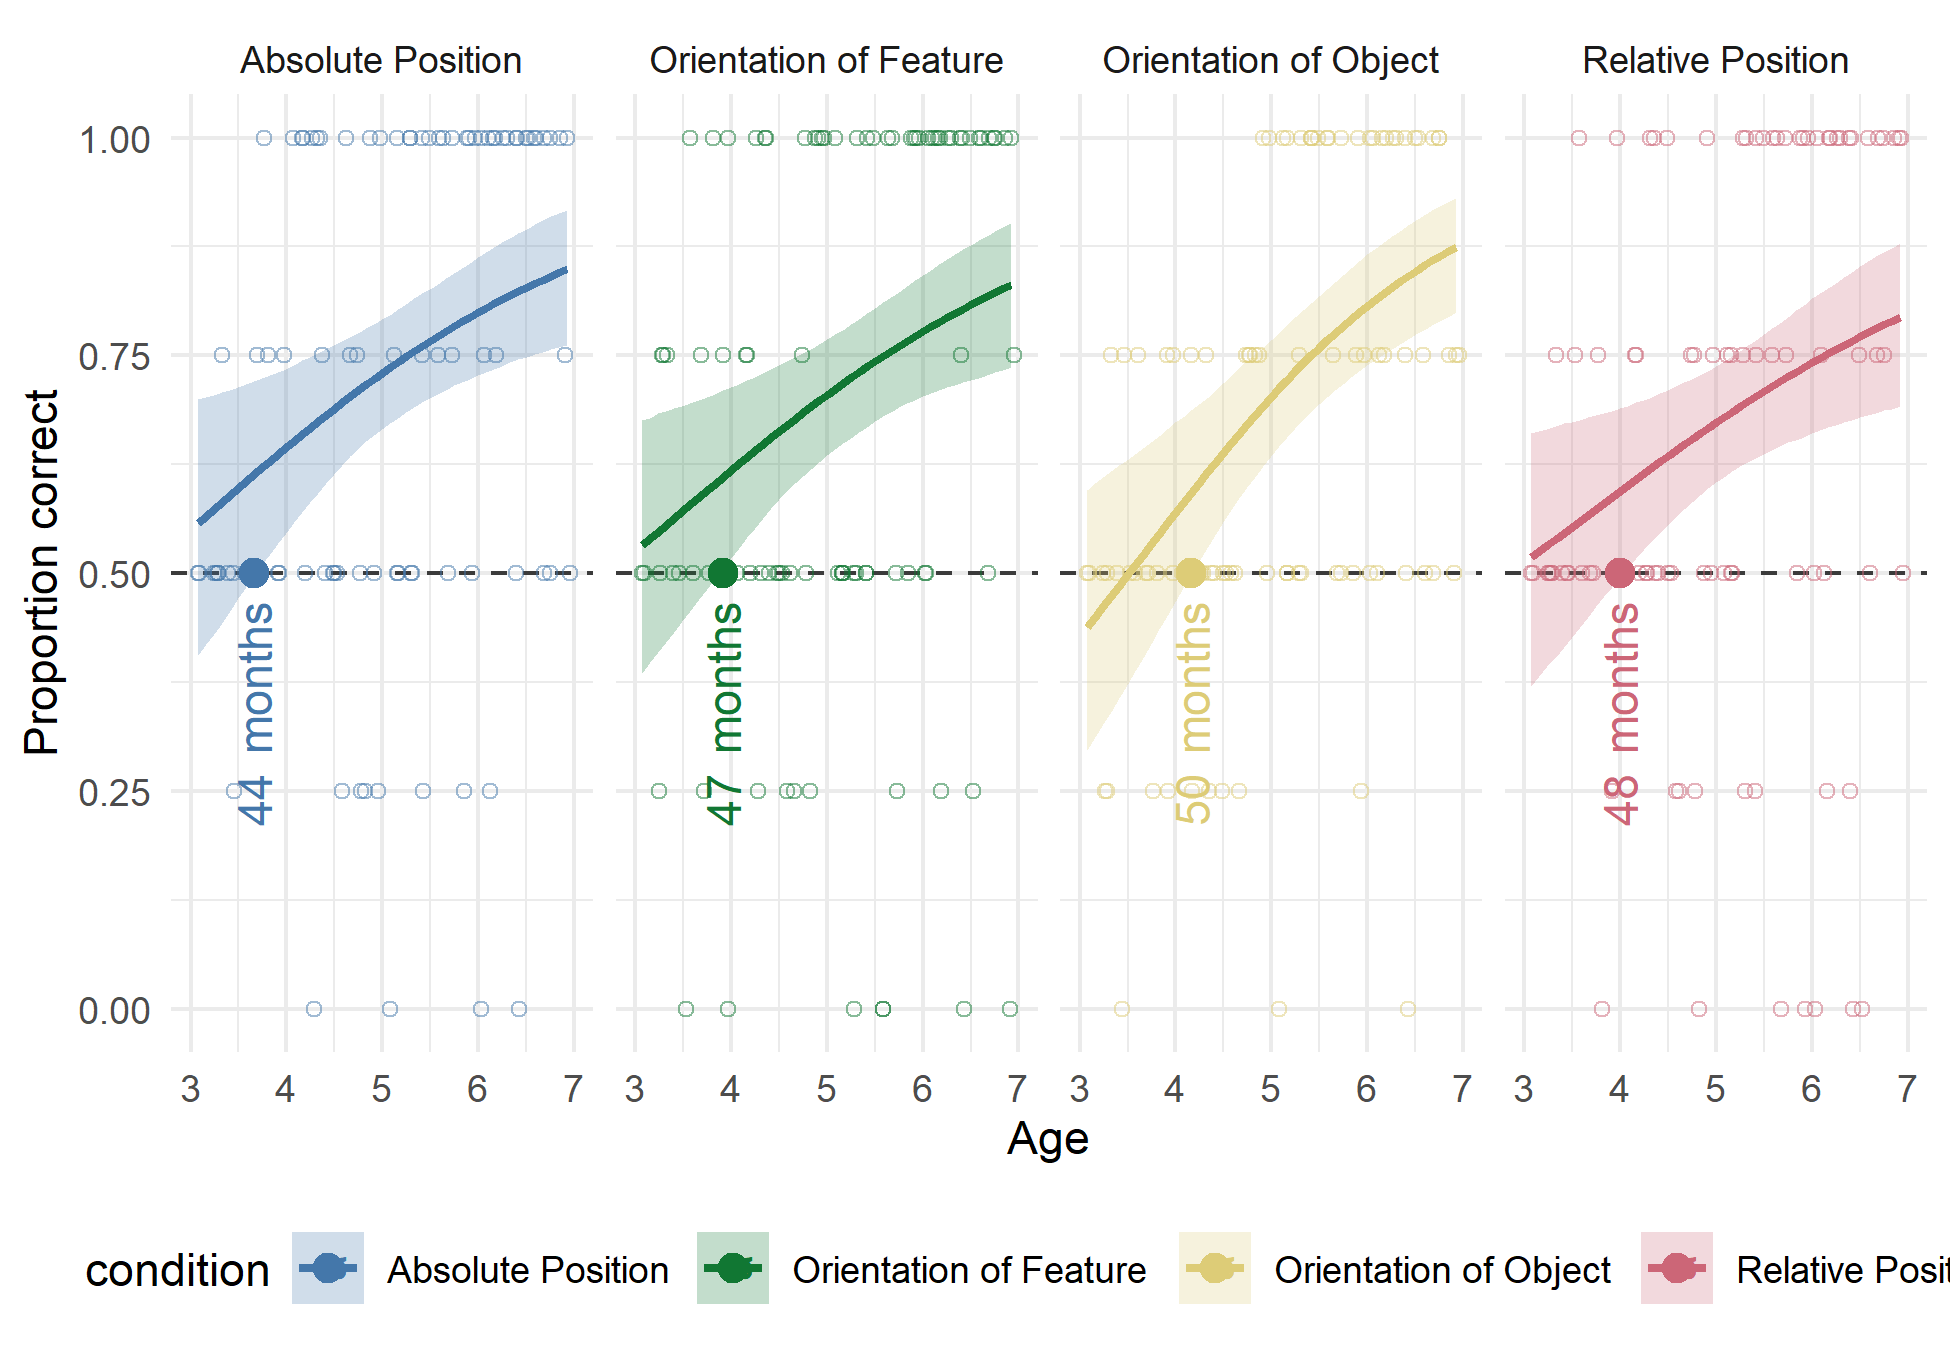 Absolute Position Orientation of Feature Orientation of Object Relative Position
1.00
0.75
0.50
0.25
0.00
Proportion correct
44 months
47 months
50 months
48 months
3 4 5 6 7 3 4 5 6 7 3 4 5 6 7 3 4 5 6 7
Age
condition Absolute Position Orientation of Feature Orientation of Object Relative Posit